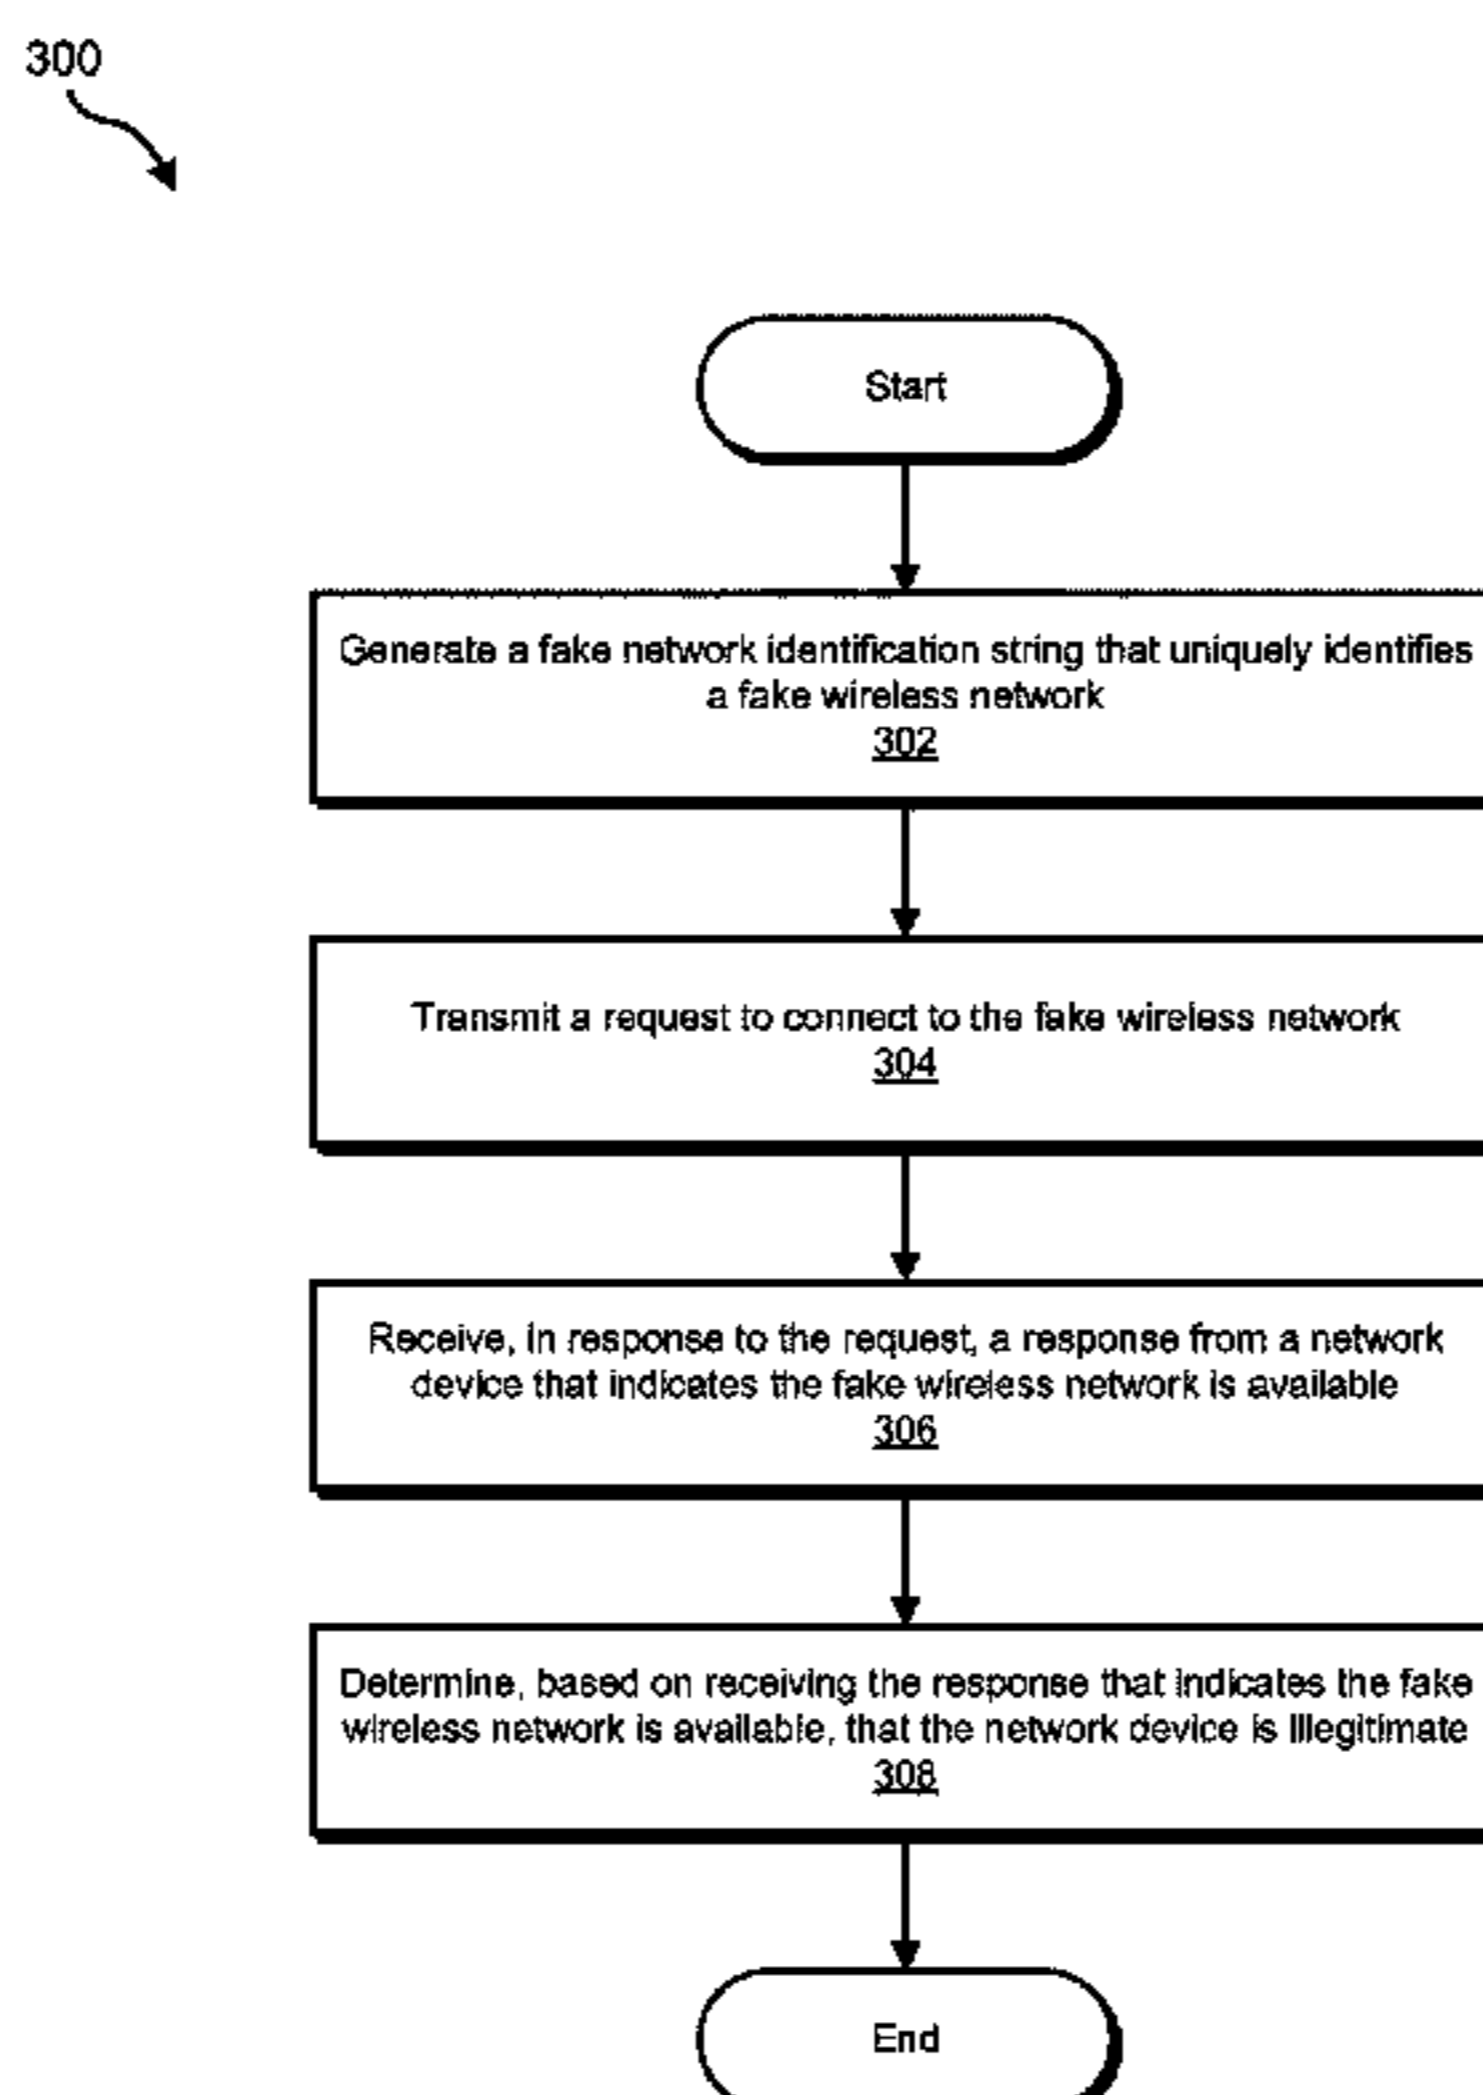 300
Start
Generate a fake network identification string that uniquely identifies
a fake wireless network
302
Transmit a request to connect to the fake wireless network
304
Receive, in response to the request, a response from a network
device that indicates the fake wireless network is available
306
Determine, based on receiving the response that indicates the fake
wireless network is available, that the network device is illegitimate
308
End